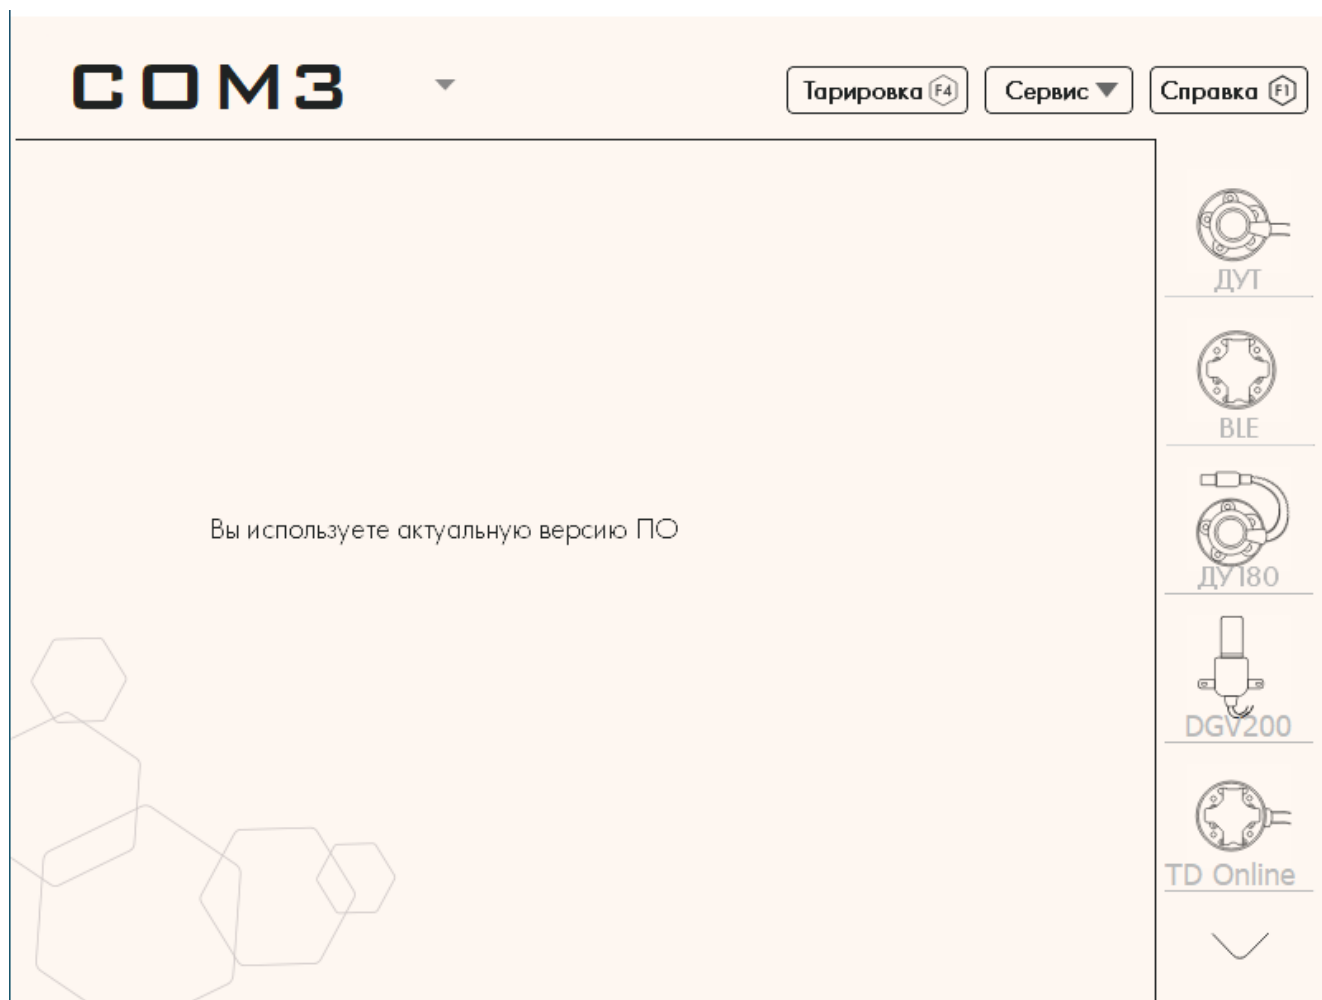 COM3
Тарировка F4
Сервис
Справка F1
ДУТ
BLE
Вы используете актуальную версию ПО
ДУ180
DGV200
TD Online